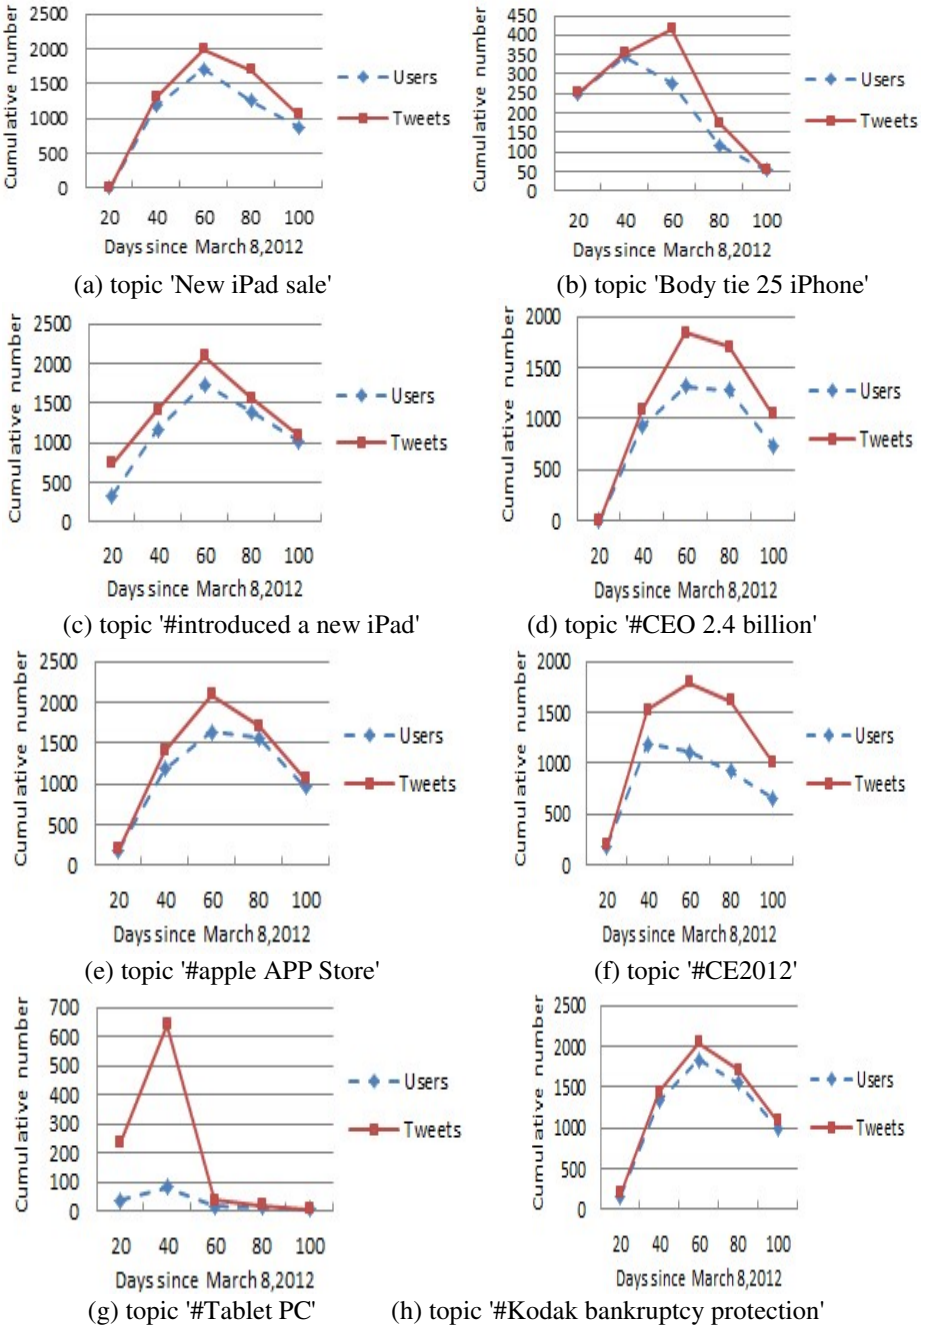 Cumulative number
2500
2000
1500
1000
500
0
20 40 60 80 100
Days since March 8,2012
Users
Tweets
(a) topic 'New iPad sale'
Cumulative number
450
400
350
300
250
200
150
100
50
0
20 40 60 80 100
Days since March 8,2012
Users
Tweets
(b) topic 'Body tie 25 iPhone'
Cumulative number
2500
2000
1500
1000
500
0
20 40 60 80 100
Days since March 8,2012
Users
Tweets
(c) topic '#introduced a new iPad'
Cumulative number
2000
1500
1000
500
0
20 40 60 80 100
Days since March 8,2012
Users
Tweets
(d) topic '#CEO 2.4 billion'
Cumulative number
2500
2000
1500
1000
500
0
20 40 60 80 100
Days since March 8,2012
Users
Tweets
(e) topic '#apple APP Store'
Cumulative number
2000
1500
1000
500
0
20 40 60 80 100
Days since March 8,2012
Users
Tweets
(f) topic '#CE2012'
Cumulative number
700
600
500
400
300
200
100
0
20 40 60 80 100
Days since March 8,2012
Users
Tweets
(g) topic '#Tablet PC'
Cumulative number
2500
2000
1500
1000
500
0
20 40 60 80 100
Days since March 8,2012
Users
Tweets
(h) topic '#Kodak bankruptcy protection'